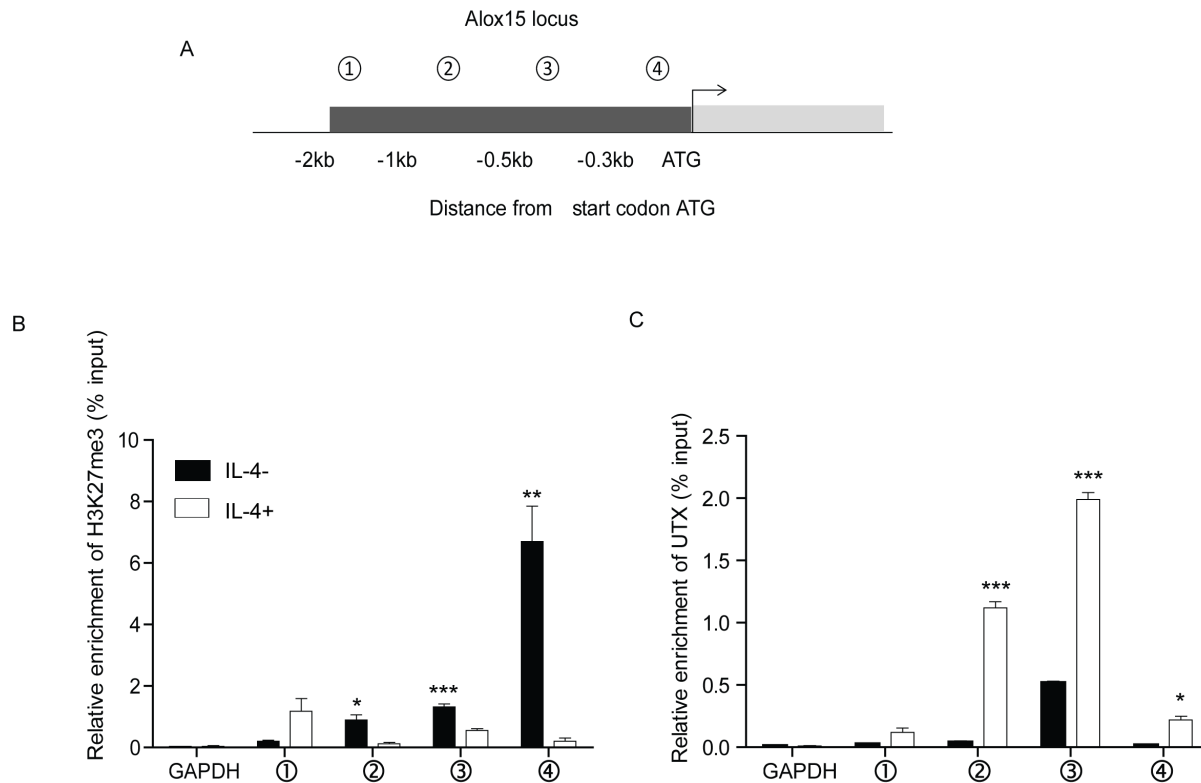 Alox15 locus
A
① ② ③ ④
-2kb -1kb -0.5kb -0.3kb ATG
Distance from start codon ATG
B
Relative enrichment of H3K27me3 (% input)
10
8
6
4
2
0
IL-4-
IL-4+
*
***
**
GAPDH ① ② ③ ④
C
Relative enrichment of UTX (% input)
2.5
2.0
1.5
1.0
0.5
0.0
***
***
*
GAPDH ① ② ③ ④